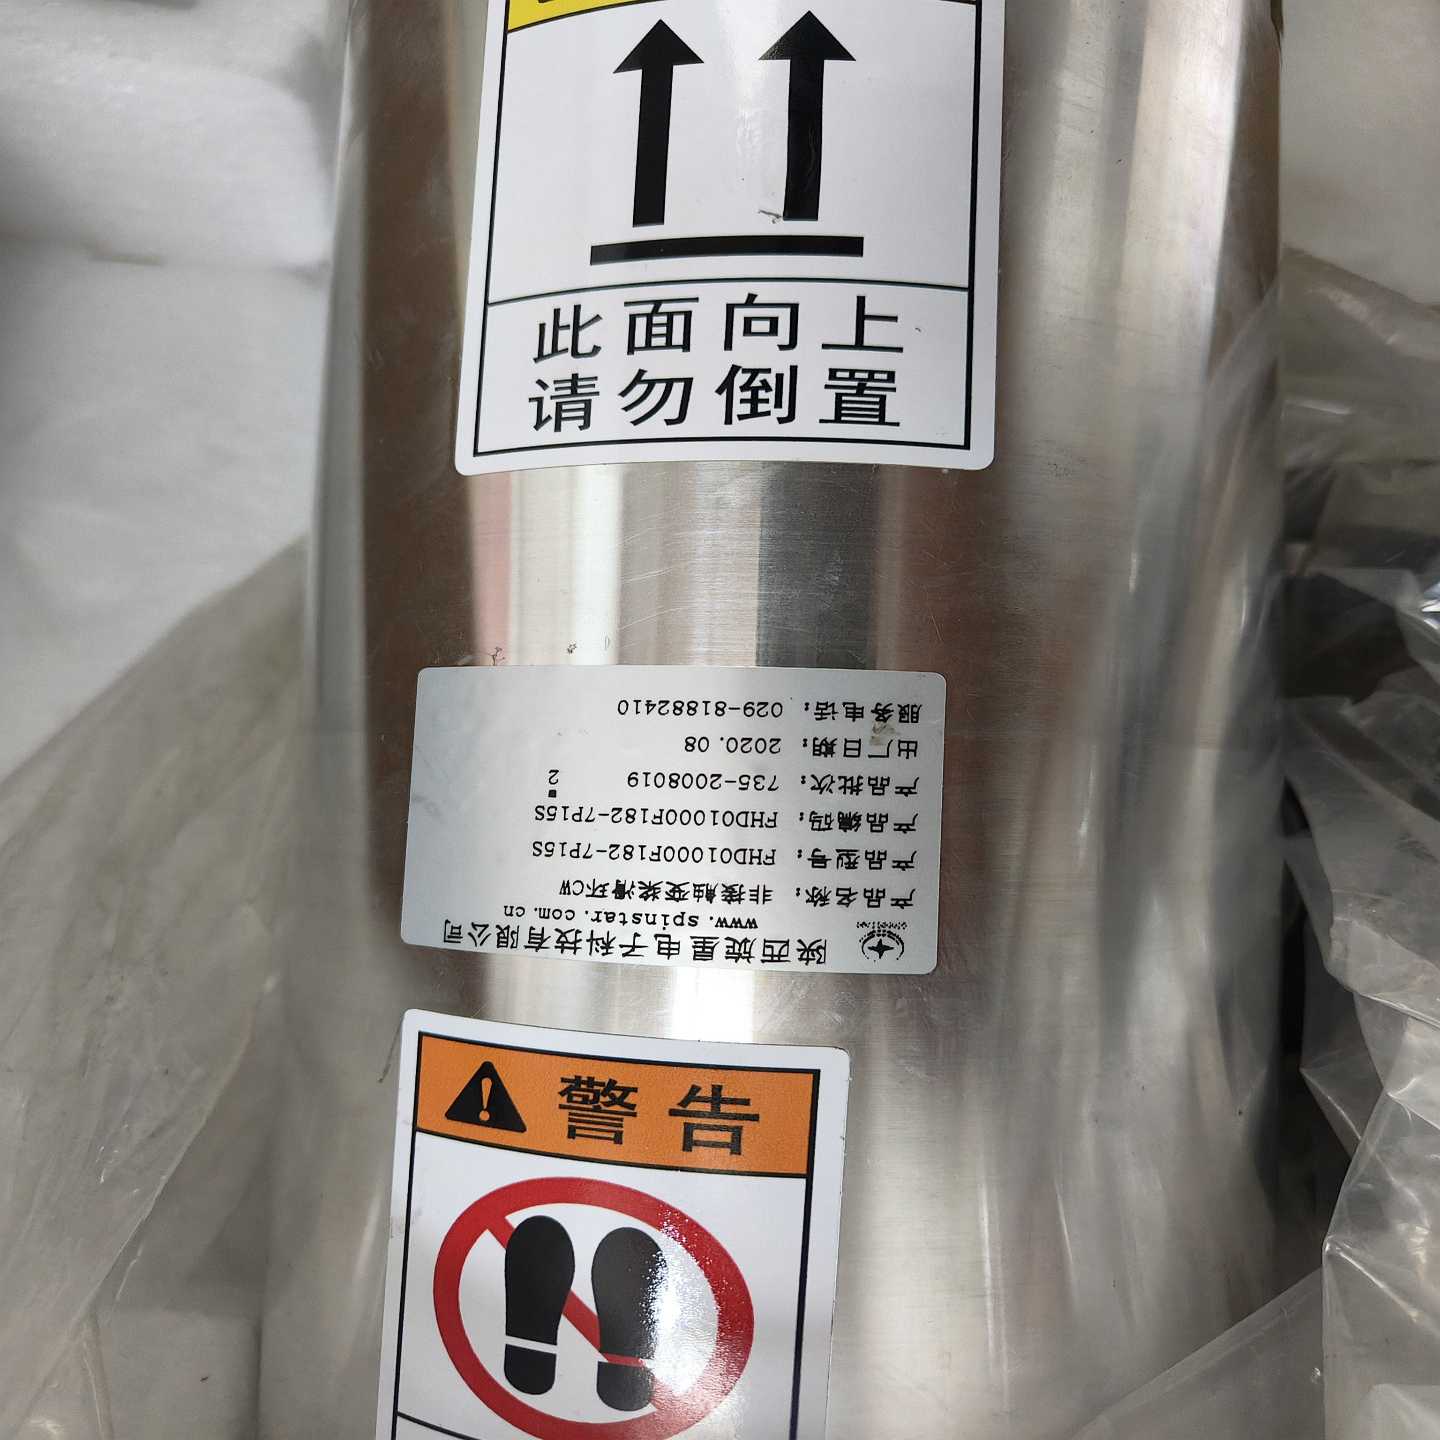 此面向上
请勿倒置
陕西旋星电子科技有限公司
www.spinstar.com.cn
产品名称: 非接触变桨滑环CW
产品型号: FHD01000F182-7P15S
产品编码: FHD01000F182-7P15S
产品批次: 735-2008019 2
出厂日期: 2020.08
服务电话: 029-81882410
警告